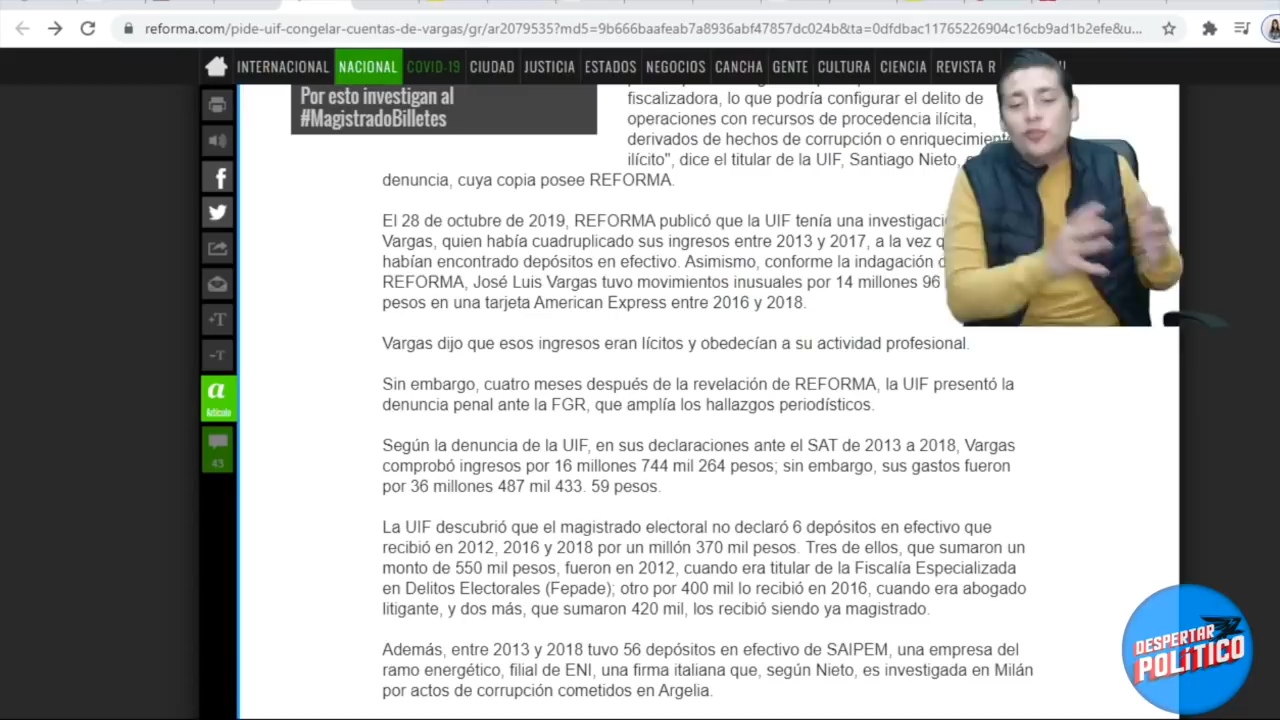 reforma.com/pide-uif-congelar-cuentas-de-vargas/gr/ar2079535?md5=9b666baafeab7a8936abf47857dc024b&ta=0dfdbac11765226904c16cb9ad1b2efe&u...
INTERNACIONAL NACIONAL COVID-19 CIUDAD JUSTICIA ESTADOS NEGOCIOS CANCHA GENTE CULTURA CIENCIA REVISTA R
Por esto investigan al
#MagistradoBilletes
fiscalizadora, lo que podría configurar el delito de
operaciones con recursos de procedencia ilícita,
derivados de hechos de corrupción o enriquecimiento
ilícito", dice el titular de la UIF, Santiago Nieto,
denuncia, cuya copia posee REFORMA.
El 28 de octubre de 2019, REFORMA publicó que la UIF tenía una investigaci
Vargas, quien había cuadruplicado sus ingresos entre 2013 y 2017, a la vez q
habían encontrado depósitos en efectivo. Asimismo, conforme la indagación
REFORMA, José Luis Vargas tuvo movimientos inusuales por 14 millones 96
pesos en una tarjeta American Express entre 2016 y 2018.
Vargas dijo que esos ingresos eran lícitos y obedecían a su actividad profesional.
Sin embargo, cuatro meses después de la revelación de REFORMA, la UIF presentó la
denuncia penal ante la FGR, que amplía los hallazgos periodísticos.
Según la denuncia de la UIF, en sus declaraciones ante el SAT de 2013 a 2018, Vargas
comprobó ingresos por 16 millones 744 mil 264 pesos; sin embargo, sus gastos fueron
por 36 millones 487 mil 433. 59 pesos.
La UIF descubrió que el magistrado electoral no declaró 6 depósitos en efectivo que
recibió en 2012, 2016 y 2018 por un millón 370 mil pesos. Tres de ellos, que sumaron un
monto de 550 mil pesos, fueron en 2012, cuando era titular de la Fiscalía Especializada
en Delitos Electorales (Fepade); otro por 400 mil lo recibió en 2016, cuando era abogado
litigante, y dos más, que sumaron 420 mil, los recibió siendo ya magistrado.
Además, entre 2013 y 2018 tuvo 56 depósitos en efectivo de SAIPEM, una empresa del
ramo energético, filial de ENI, una firma italiana que, según Nieto, es investigada en Milán
por actos de corrupción cometidos en Argelia.
+T
-T
a
Artículo
43
DESPERTAR
POLÍTICO